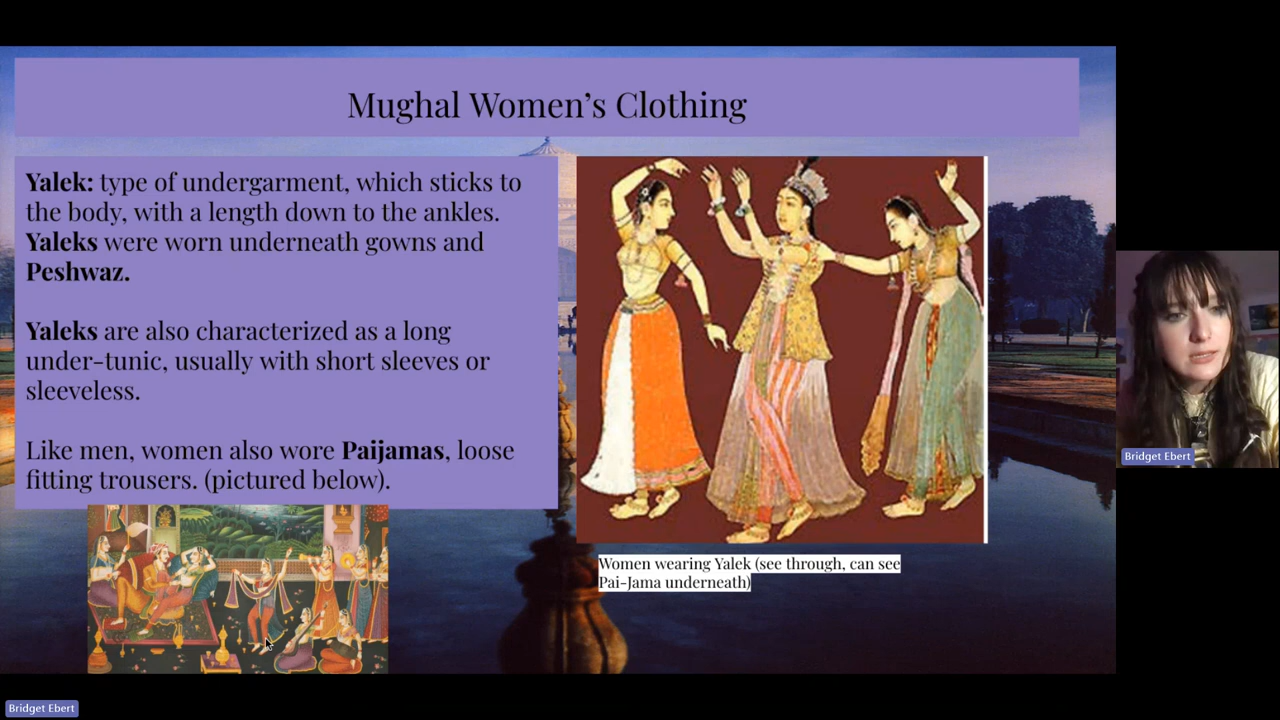 Mughal Women’s Clothing
Yalek: type of undergarment, which sticks to
the body, with a length down to the ankles.
Yaleks were worn underneath gowns and
Peshwaz.
Yaleks are also characterized as a long
under-tunic, usually with short sleeves or
sleeveless.
Like men, women also wore Paijamas, loose
fitting trousers. (pictured below).
Women wearing Yalek (see through, can see
Pai-Jama underneath)
Bridget Ebert
Bridget Ebert